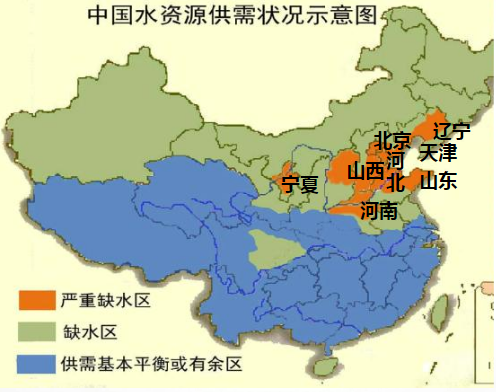 中国水资源供需状况示意图
辽宁
北京
天津
河北
山西
山东
宁夏
河南
严重缺水区
缺水区
供需基本平衡或有余区